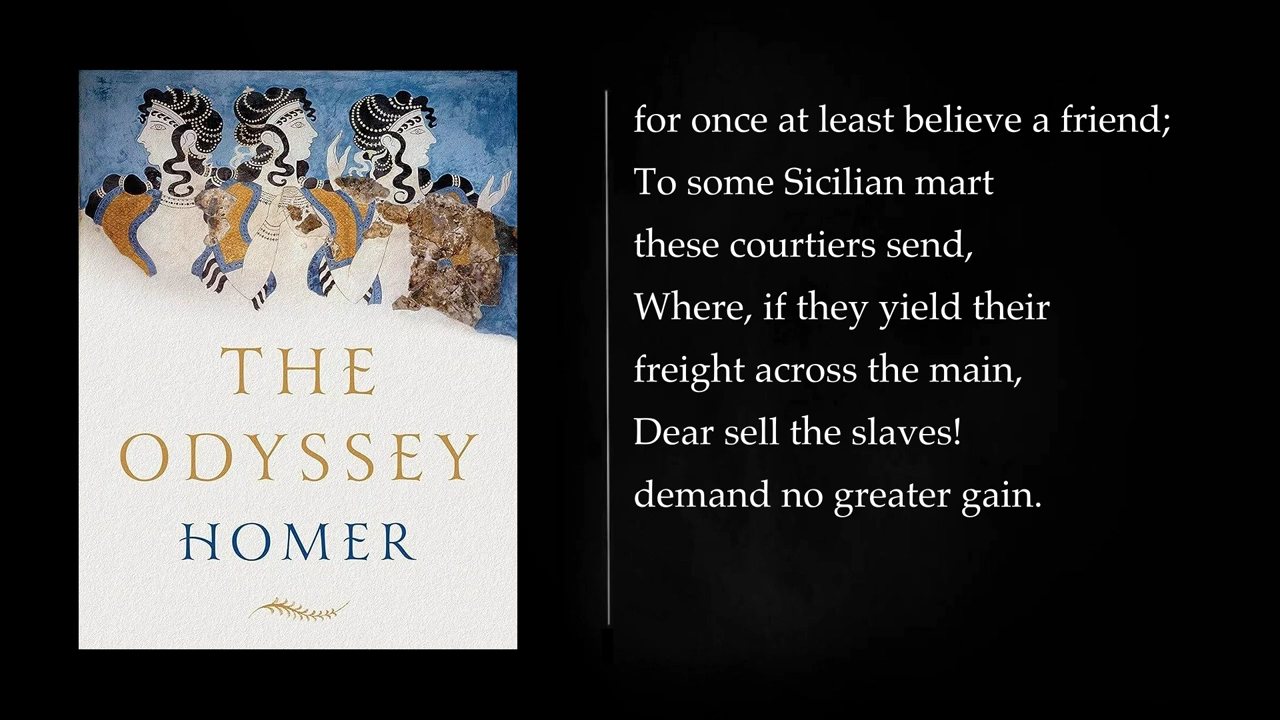 THE
ODYSSEY
HOMER
for once at least believe a friend;
To some Sicilian mart
these courtiers send,
Where, if they yield their
freight across the main,
Dear sell the slaves!
demand no greater gain.